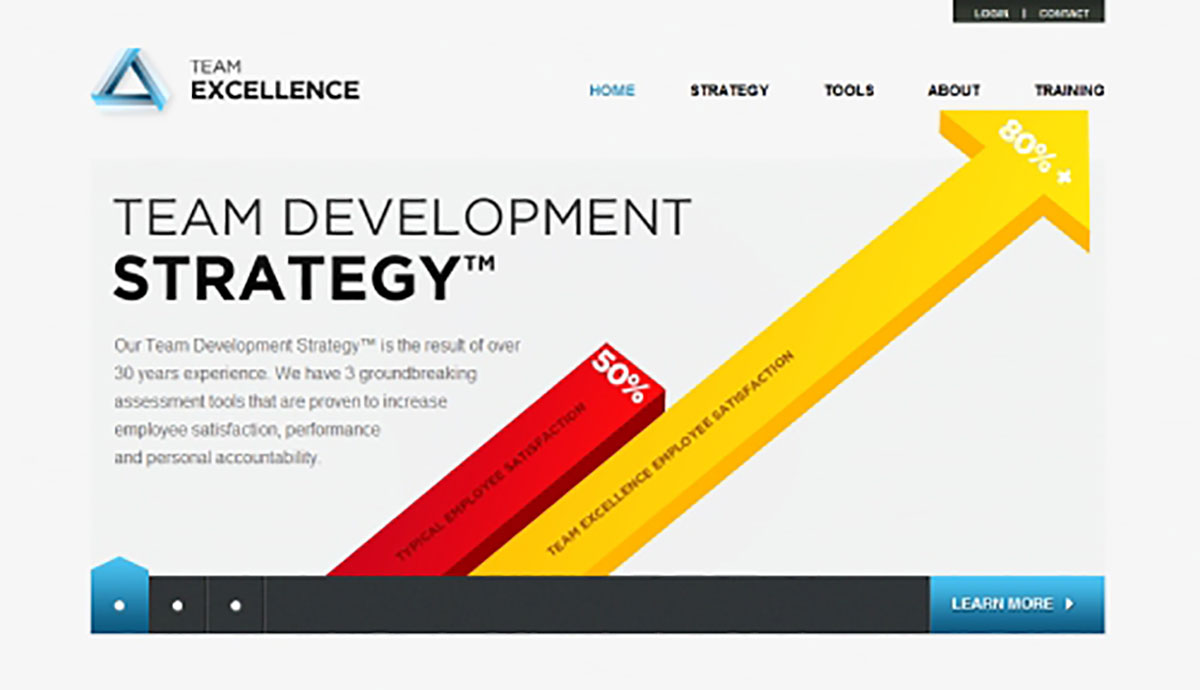 LOGIN | CONTACT
TEAM
EXCELLENCE
HOME STRATEGY TOOLS ABOUT TRAINING
80% +
TEAM DEVELOPMENT
STRATEGY™
Our Team Development Strategy™ is the result of over
30 years experience. We have 3 groundbreaking
assessment tools that are proven to increase
employee satisfaction, performance
and personal accountability.
50%
TYPICAL EMPLOYEE SATISFACTION
TEAM EXCELLENCE EMPLOYEE SATISFACTION
LEARN MORE